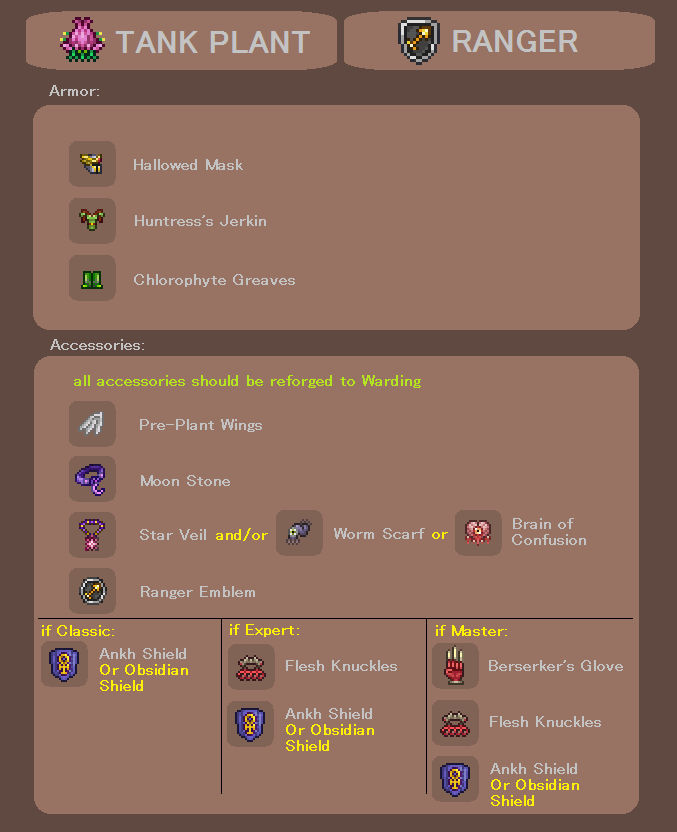 TANK PLANT
RANGER
Armor:
Hallowed Mask
Huntress's Jerkin
Chlorophyte Greaves
Accessories:
all accessories should be reforged to Warding
Pre-Plant Wings
Moon Stone
Star Veil and/or Worm Scarf or Brain of
Confusion
Ranger Emblem
if Classic:
Ankh Shield
Or Obsidian
Shield
if Expert:
Flesh Knuckles
Ankh Shield
Or Obsidian
Shield
if Master:
Berserker's Glove
Flesh Knuckles
Ankh Shield
Or Obsidian
Shield